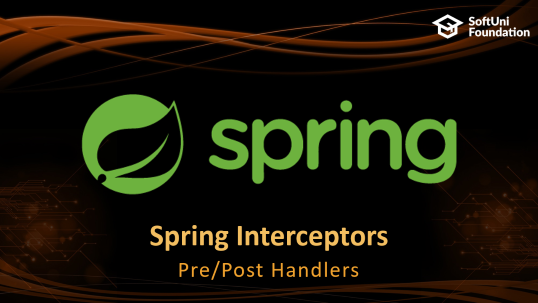 SoftUni
Foundation
spring
Spring Interceptors
Pre/Post Handlers